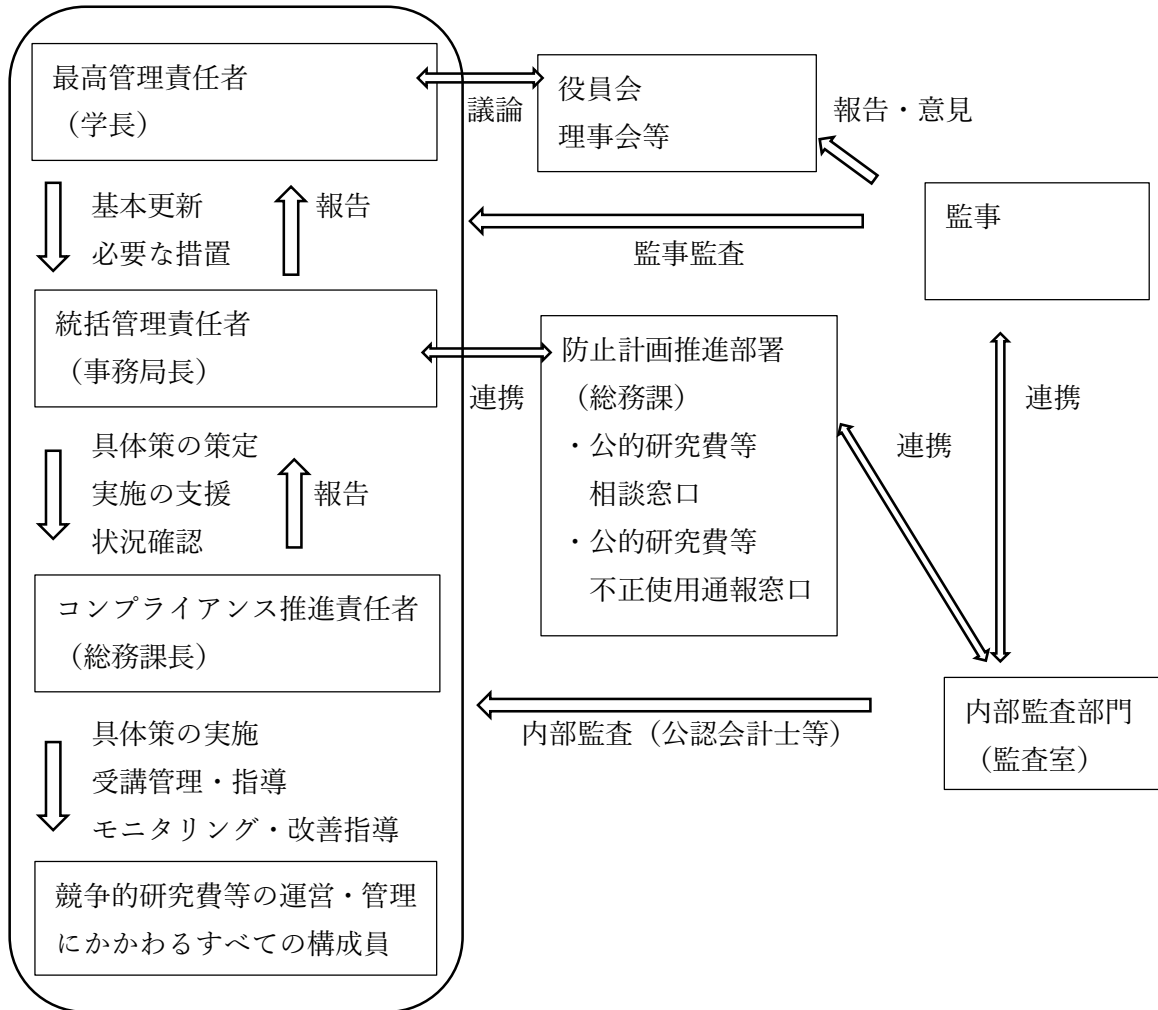 最高管理責任者
（学長）
議論
役員会
理事会等
報告・意見
基本更新
必要な措置
報告
監事監査
監事
統括管理責任者
（事務局長）
連携
防止計画推進部署
（総務課）
・公的研究費等
相談窓口
・公的研究費等
不正使用通報窓口
連携
連携
具体策の策定
実施の支援
状況確認
報告
コンプライアンス推進責任者
（総務課長）
内部監査（公認会計士等）
内部監査部門
（監査室）
具体策の実施
受講管理・指導
モニタリング・改善指導
競争的研究費等の運営・管理
にかかわるすべての構成員